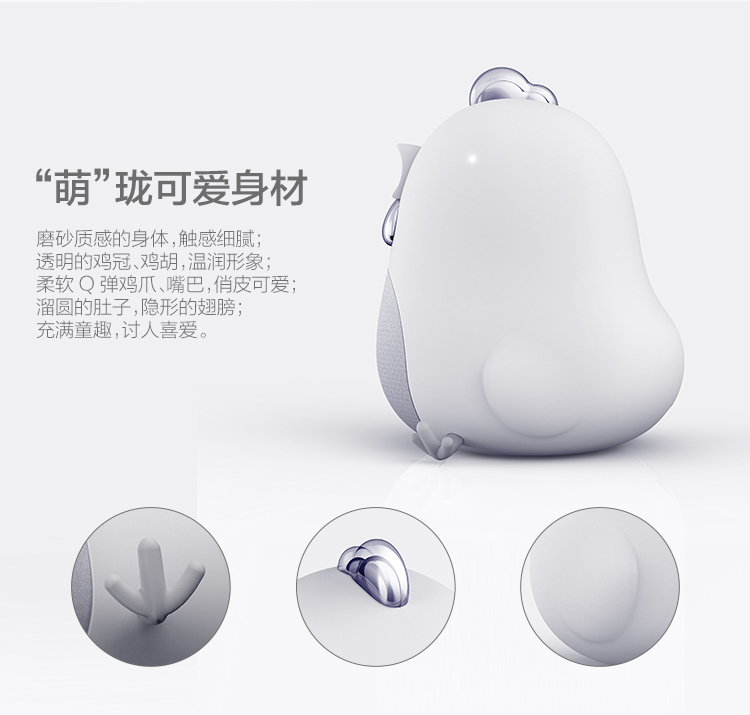 “萌”珑可爱身材
磨砂质感的身体,触感细腻;
透明的鸡冠、鸡胡,温润形象;
柔软 Q 弹鸡爪、嘴巴,俏皮可爱;
溜圆的肚子,隐形的翅膀;
充满童趣,讨人喜爱。